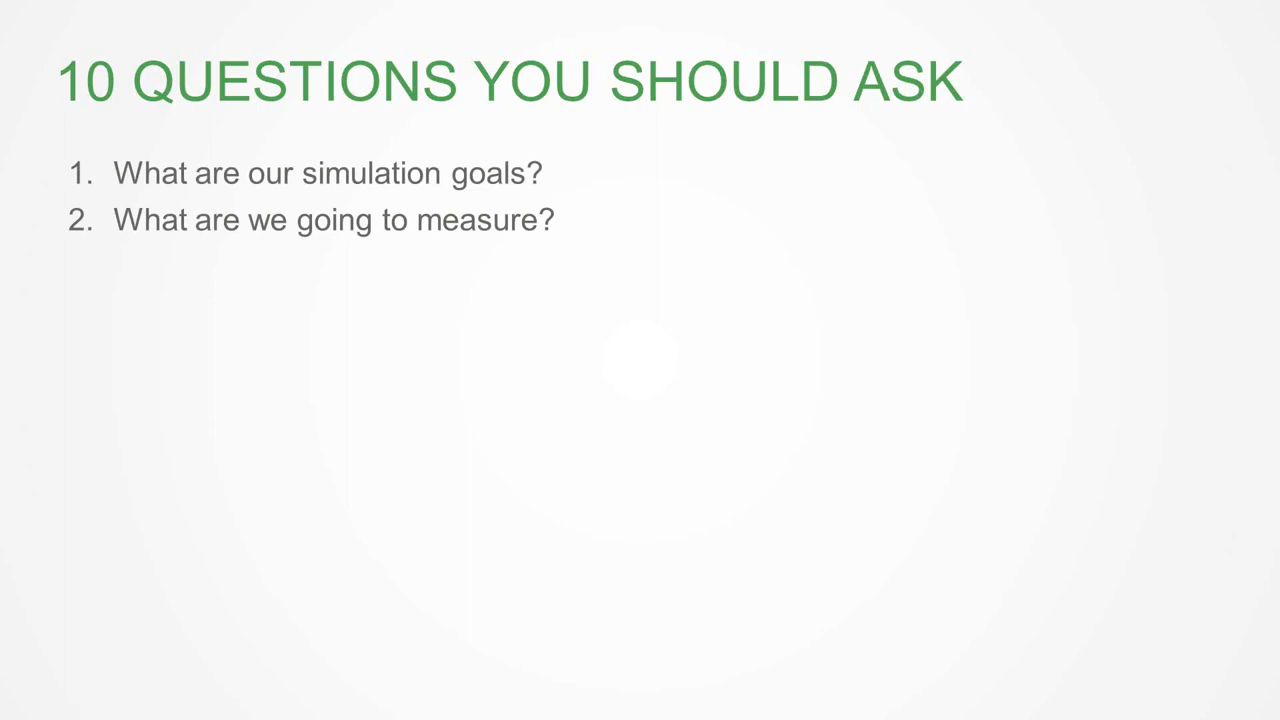 10 QUESTIONS YOU SHOULD ASK
1. What are our simulation goals?
2. What are we going to measure?